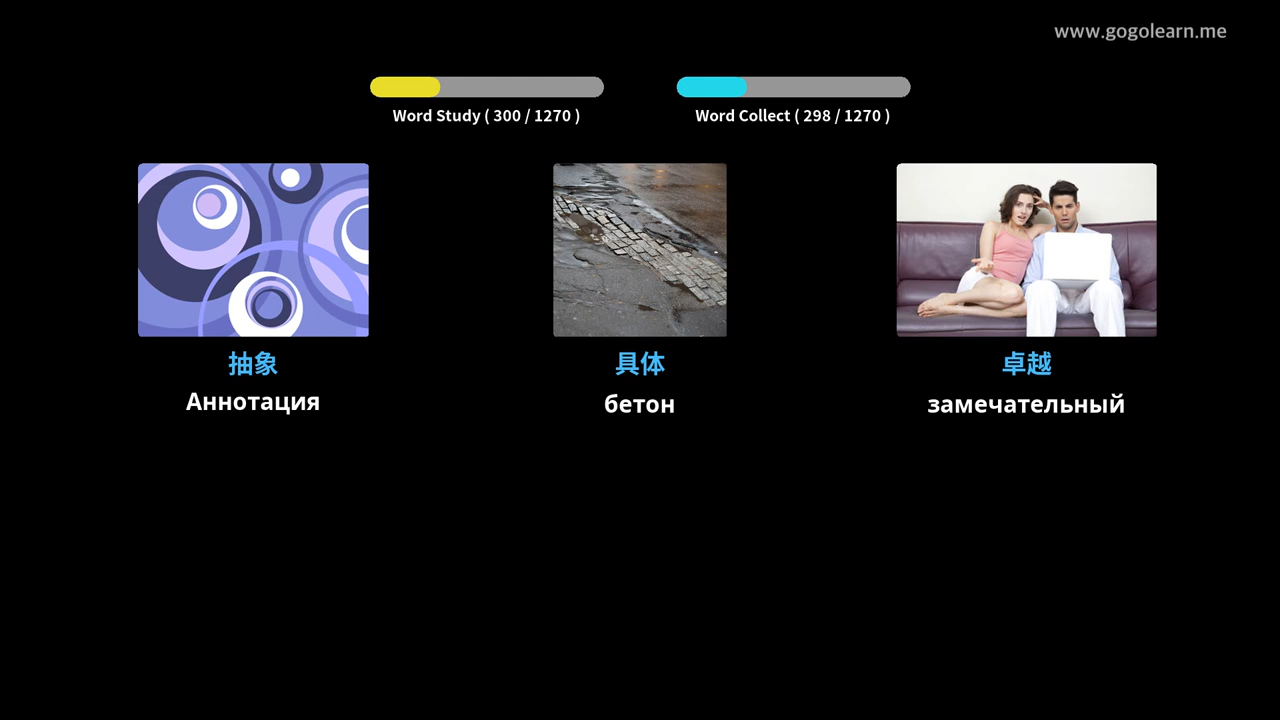 www.gogolearn.me
Word Study ( 300 / 1270 )
Word Collect ( 298 / 1270 )
抽象
具体
卓越
Аннотация
бетон
замечательный